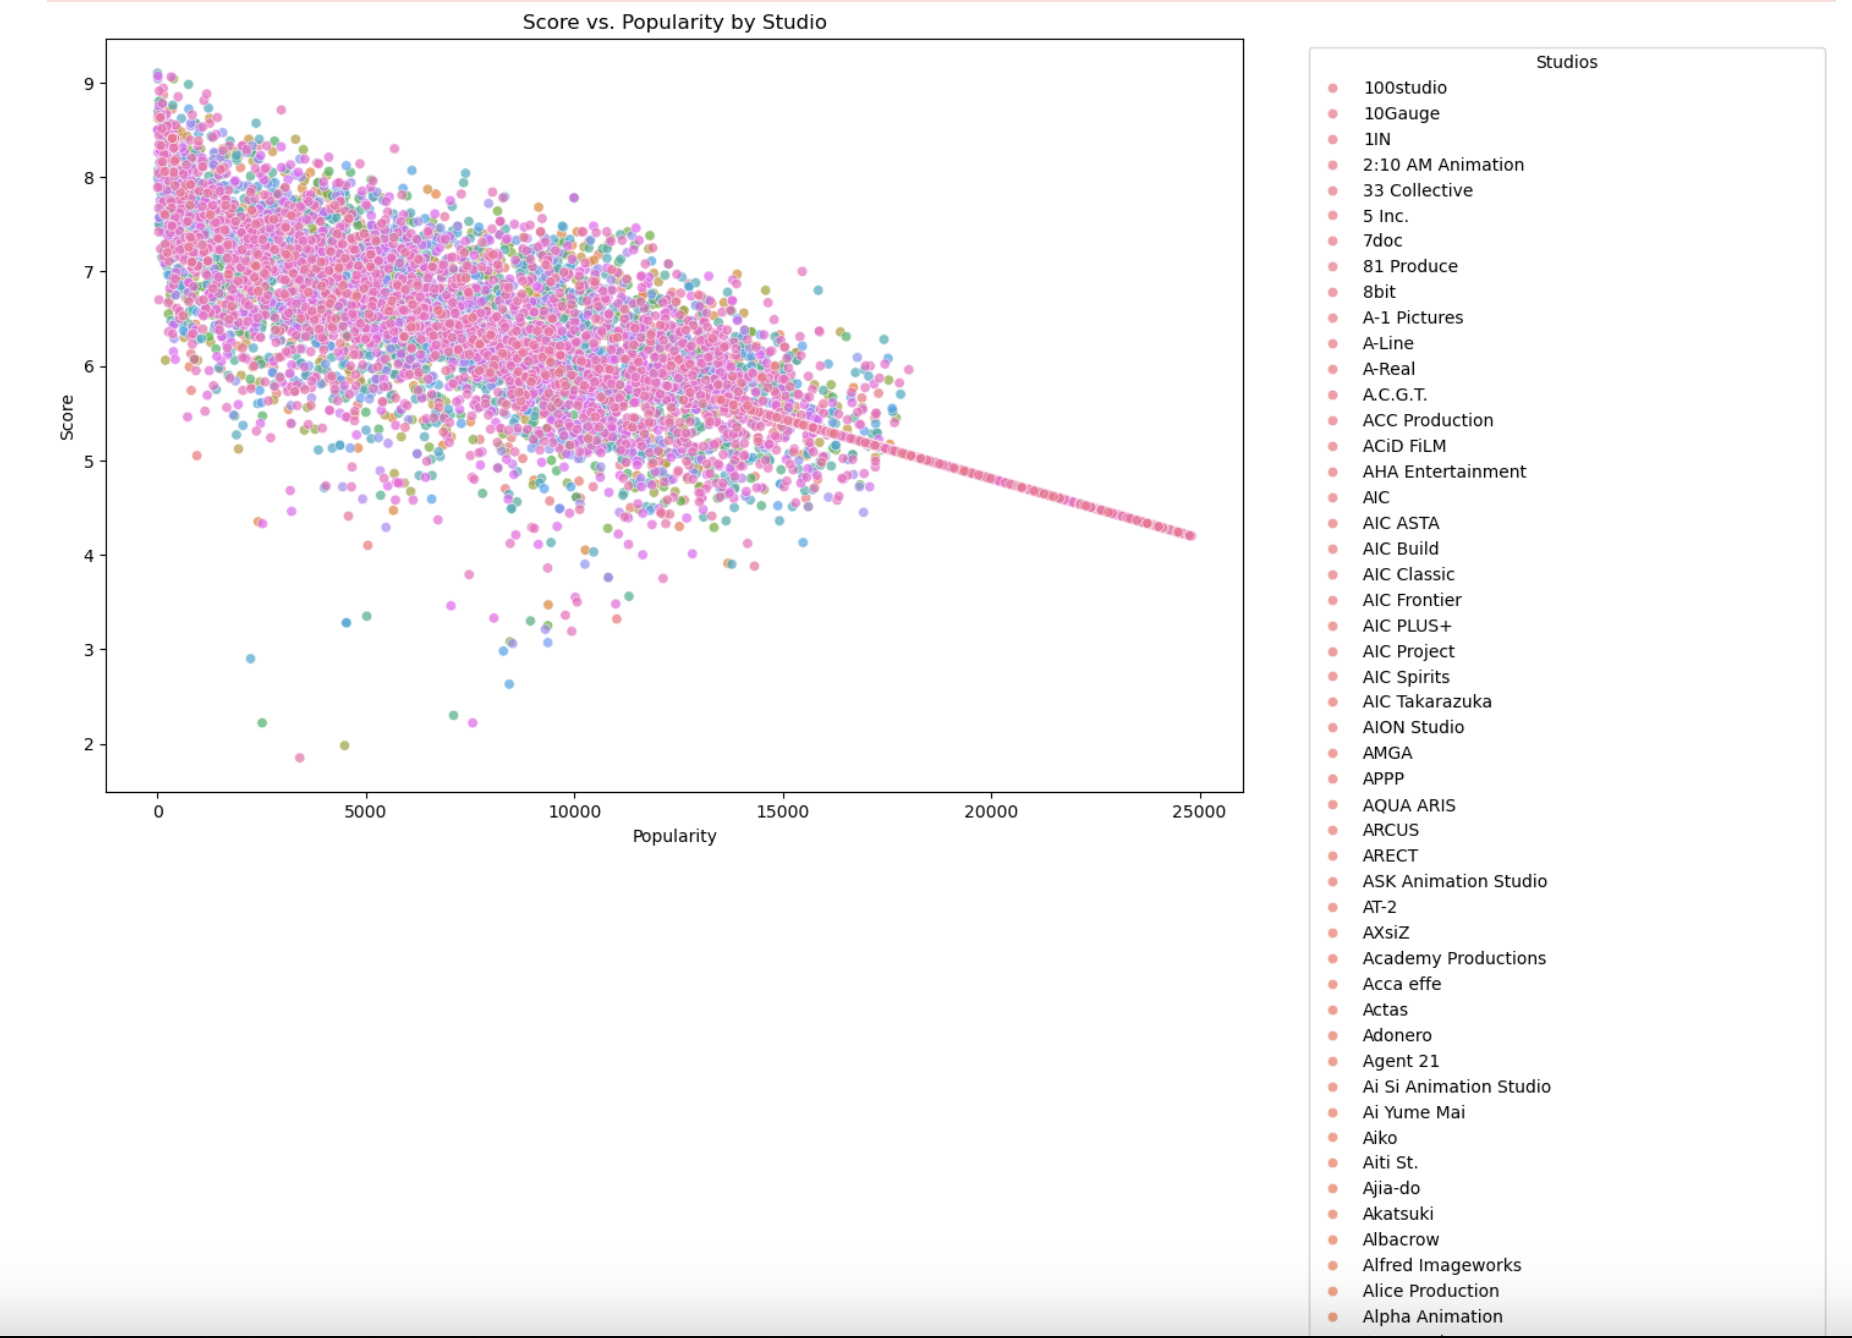 Score vs. Popularity by Studio
9
8
7
6
5
4
3
2
Score
0 5000 10000 15000 20000 25000
Popularity
Studios
100studio
10Gauge
1IN
2:10 AM Animation
33 Collective
5 Inc.
7doc
81 Produce
8bit
A-1 Pictures
A-Line
A-Real
A.C.G.T.
ACC Production
ACiD FiLM
AHA Entertainment
AIC
AIC ASTA
AIC Build
AIC Classic
AIC Frontier
AIC PLUS+
AIC Project
AIC Spirits
AIC Takarazuka
AION Studio
AMGA
APPP
AQUA ARIS
ARCUS
ARECT
ASK Animation Studio
AT-2
AXsiZ
Academy Productions
Acca effe
Actas
Adonero
Agent 21
Ai Si Animation Studio
Ai Yume Mai
Aiko
Aiti St.
Ajia-do
Akatsuki
Albacrow
Alfred Imageworks
Alice Production
Alpha Animation